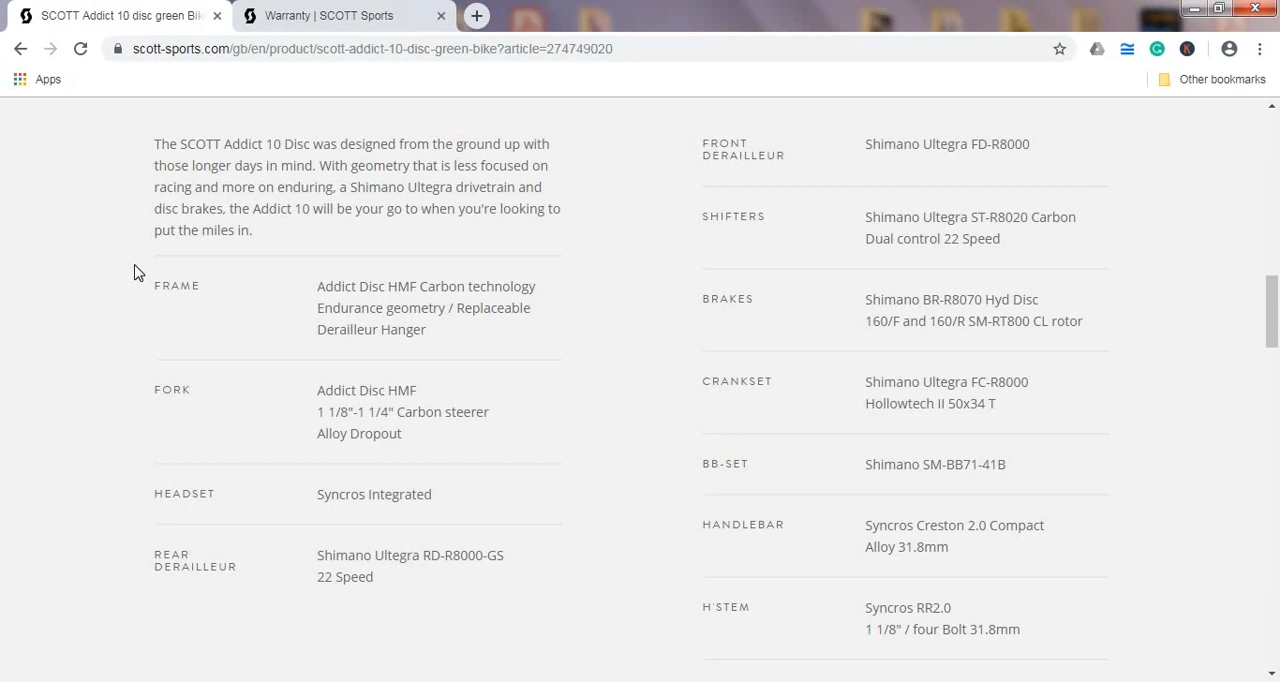 SCOTT Addict 10 disc green Bik
Warranty | SCOTT Sports
scott-sports.com/gb/en/product/scott-addict-10-disc-green-bike?article=274749020
Apps
Other bookmarks
The SCOTT Addict 10 Disc was designed from the ground up with
those longer days in mind. With geometry that is less focused on
racing and more on enduring, a Shimano Ultegra drivetrain and
disc brakes, the Addict 10 will be your go to when you're looking to
put the miles in.
FRAME
Addict Disc HMF Carbon technology
Endurance geometry / Replaceable
Derailleur Hanger
FORK
Addict Disc HMF
1 1/8"-1 1/4" Carbon steerer
Alloy Dropout
HEADSET
Syncros Integrated
REAR
DERAILLEUR
Shimano Ultegra RD-R8000-GS
22 Speed
FRONT
DERAILLEUR
Shimano Ultegra FD-R8000
SHIFTERS
Shimano Ultegra ST-R8020 Carbon
Dual control 22 Speed
BRAKES
Shimano BR-R8070 Hyd Disc
160/F and 160/R SM-RT800 CL rotor
CRANKSET
Shimano Ultegra FC-R8000
Hollowtech II 50x34 T
BB-SET
Shimano SM-BB71-41B
HANDLEBAR
Syncros Creston 2.0 Compact
Alloy 31.8mm
H'STEM
Syncros RR2.0
1 1/8" / four Bolt 31.8mm